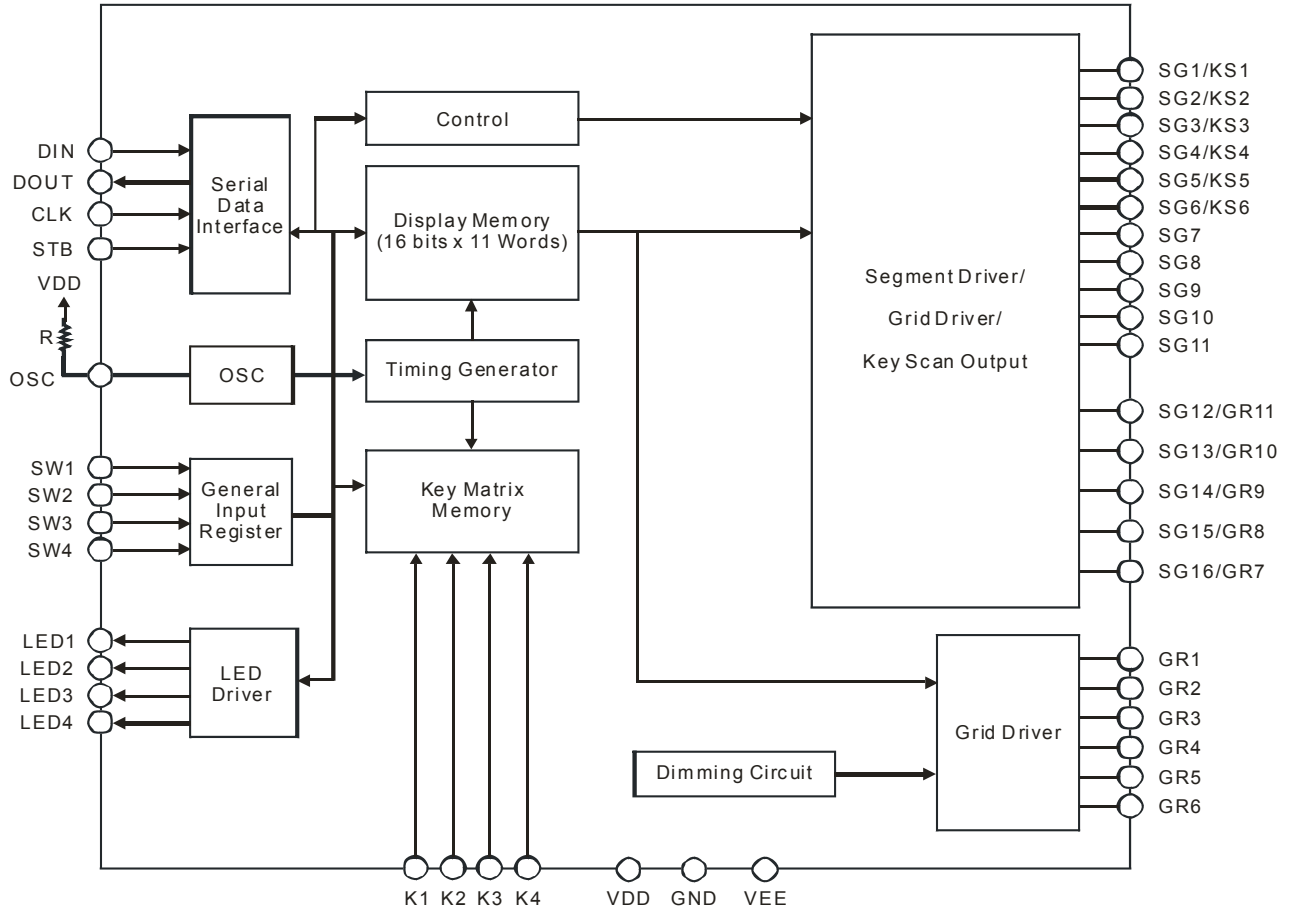 DIN
DOUT
CLK
STB
VDD
R
OSC
SW1
SW2
SW3
SW4
LED1
LED2
LED3
LED4
Serial
Data
Interface
OSC
General
Input
Register
LED
Driver
Control
Display Memory
(16 bits x 11 Words)
Timing Generator
Key Matrix
Memory
Segment Driver/
Grid Driver/
Key Scan Output
Dimming Circuit
Grid Driver
SG1/KS1
SG2/KS2
SG3/KS3
SG4/KS4
SG5/KS5
SG6/KS6
SG7
SG8
SG9
SG10
SG11
SG12/GR11
SG13/GR10
SG14/GR9
SG15/GR8
SG16/GR7
GR1
GR2
GR3
GR4
GR5
GR6
K1 K2 K3 K4 VDD GND VEE